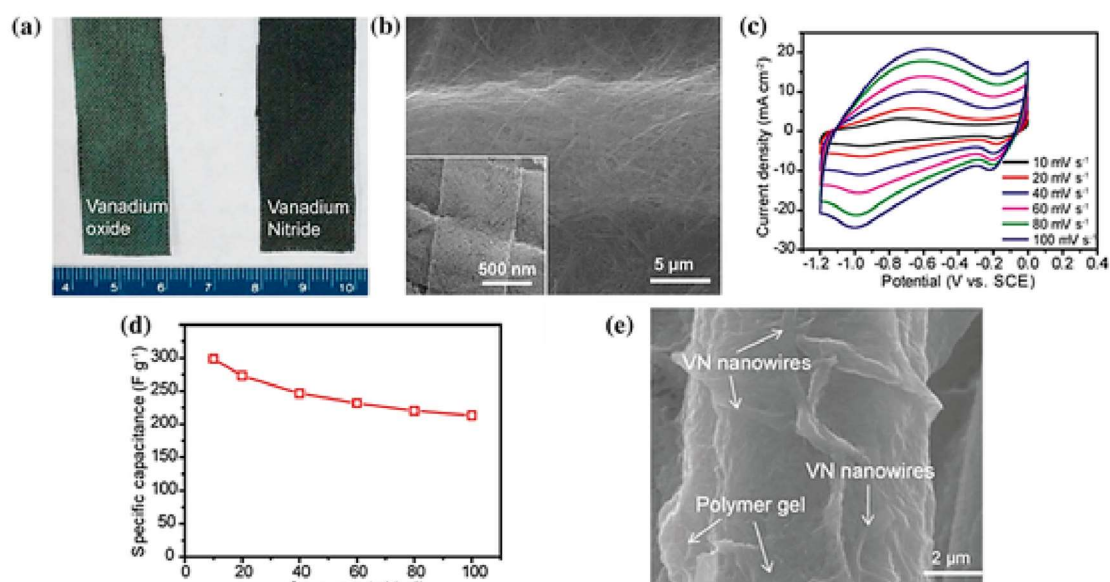 (a)
Vanadium
oxide
Vanadium
Nitride
4 5 6 7 8 9 10
(b)
500 nm
5 μm
(c)
Current density (mA cm⁻²)
20
10
0
-10
-20
-30
10 mV s⁻¹
20 mV s⁻¹
40 mV s⁻¹
60 mV s⁻¹
80 mV s⁻¹
100 mV s⁻¹
-1.2 -1.0 -0.8 -0.6 -0.4 -0.2 0.0 0.2 0.4
Potential (V vs. SCE)
(d)
Specific capacitance (F g⁻¹)
300
250
200
150
100
50
0
0 20 40 60 80 100
(e)
VN nanowires
VN nanowires
Polymer gel
2 μm